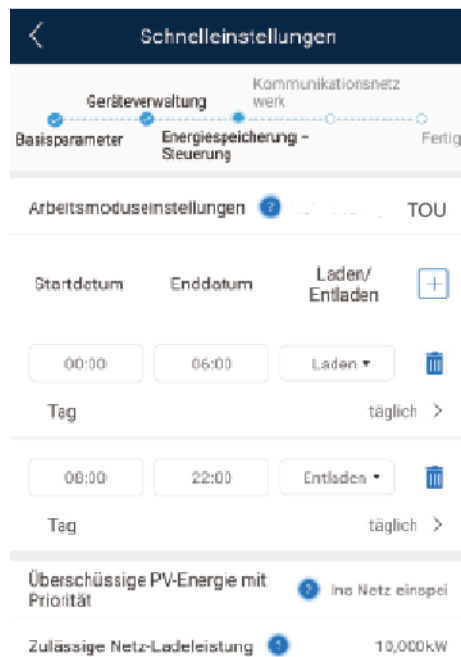 Schnelleinstellungen
Kommunikationsnetz
Geräteverwaltung werk
Basisparameter Energiespeicherung – Fertig
Steuerung
Arbeitsmoduseinstellungen ? TOU
Startdatum Enddatum Laden/
Entladen +
00:00 06:00 Laden
Tag täglich >
08:00 22:00 Entladen
Tag täglich >
Überschüssige PV-Energie mit
Priorität ? Ins Netz einspei
Zulässige Netz-Ladeleistung ? 10,000kW